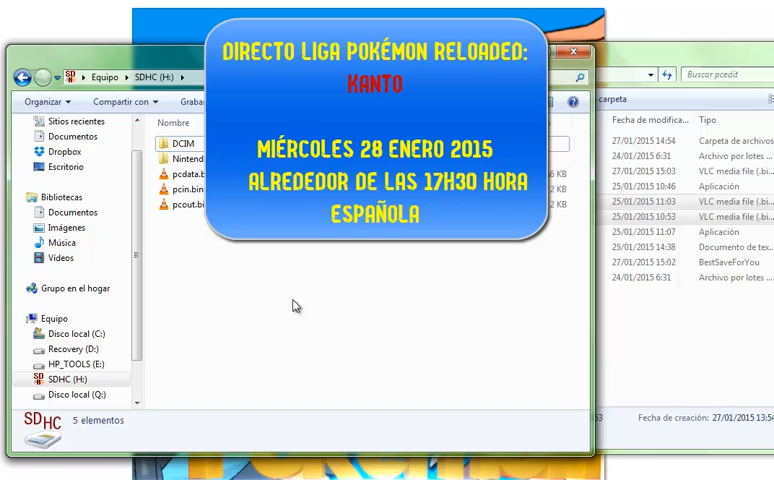 DIRECTO LIGA POKÉMON RELOADED:
KANTO
MIÉRCOLES 28 ENERO 2015
ALREDEDOR DE LAS 17H30 HORA
ESPAÑOLA
Equipo ▸ SDHC (H:) ▸
Buscar pcedit
Organizar
Compartir con
carpeta
Sitios recientes
Documentos
Dropbox
Escritorio
Bibliotecas
Documentos
Imágenes
Música
Vídeos
Grupo en el hogar
Equipo
Disco local (C:)
Recovery (D:)
HP_TOOLS (E:)
SDHC (H:)
Disco local (Q:)
Nombre
DCIM
pcin.bin
Fecha de modifica...
Tipo
27/01/2015 14:54 Carpeta de archivos
24/01/2015 6:31 Archivo por lotes
27/01/2015 15:03 VLC media file (.bi...
25/01/2015 10:46 Aplicación
25/01/2015 11:03 VLC media file (.bi...
25/01/2015 10:53 VLC media file (.bi...
25/01/2015 11:07 Aplicación
25/01/2015 14:38 Documento de tex...
27/01/2015 15:02 BestSaveForYou
24/01/2015 6:31 Archivo por lotes
SDHC
5 elementos
Fecha de creación: 27/01/2015 13:54